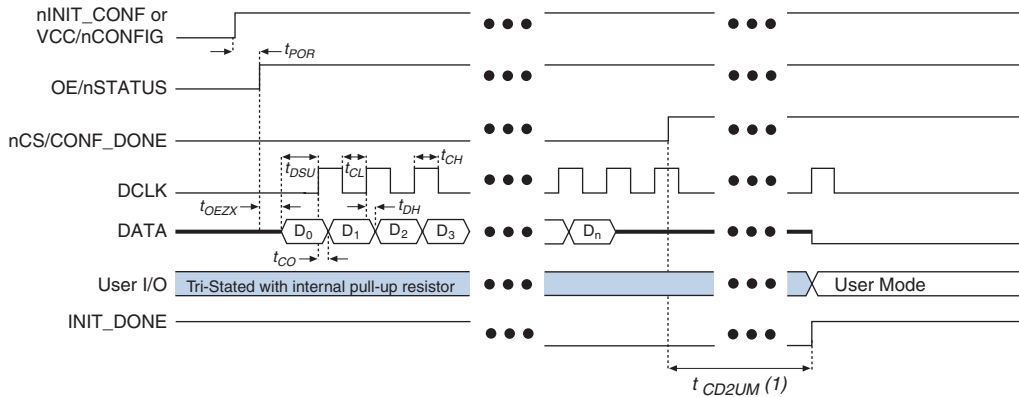 nINIT_CONF or
VCC/nCONFIG
tPOR
OE/nSTATUS
nCS/CONF_DONE
tDSU
tCL
tCH
DCLK
tOEZX
tDH
DATA
D0
D1
D2
D3
Dn
tCO
User I/O
Tri-Stated with internal pull-up resistor
User Mode
INIT_DONE
t CD2UM (1)